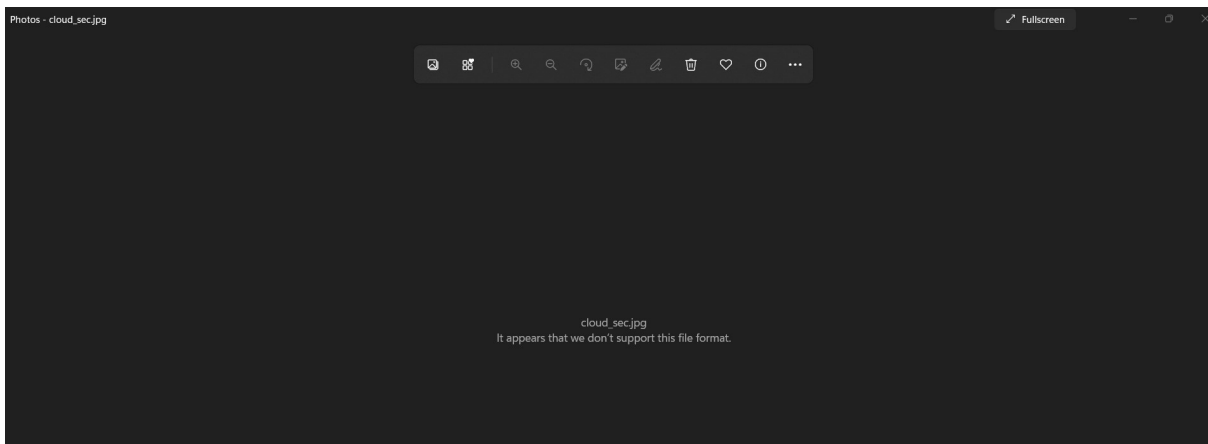 Photos - cloud_sec.jpg
Fullscreen
cloud_sec.jpg
It appears that we don't support this file format.